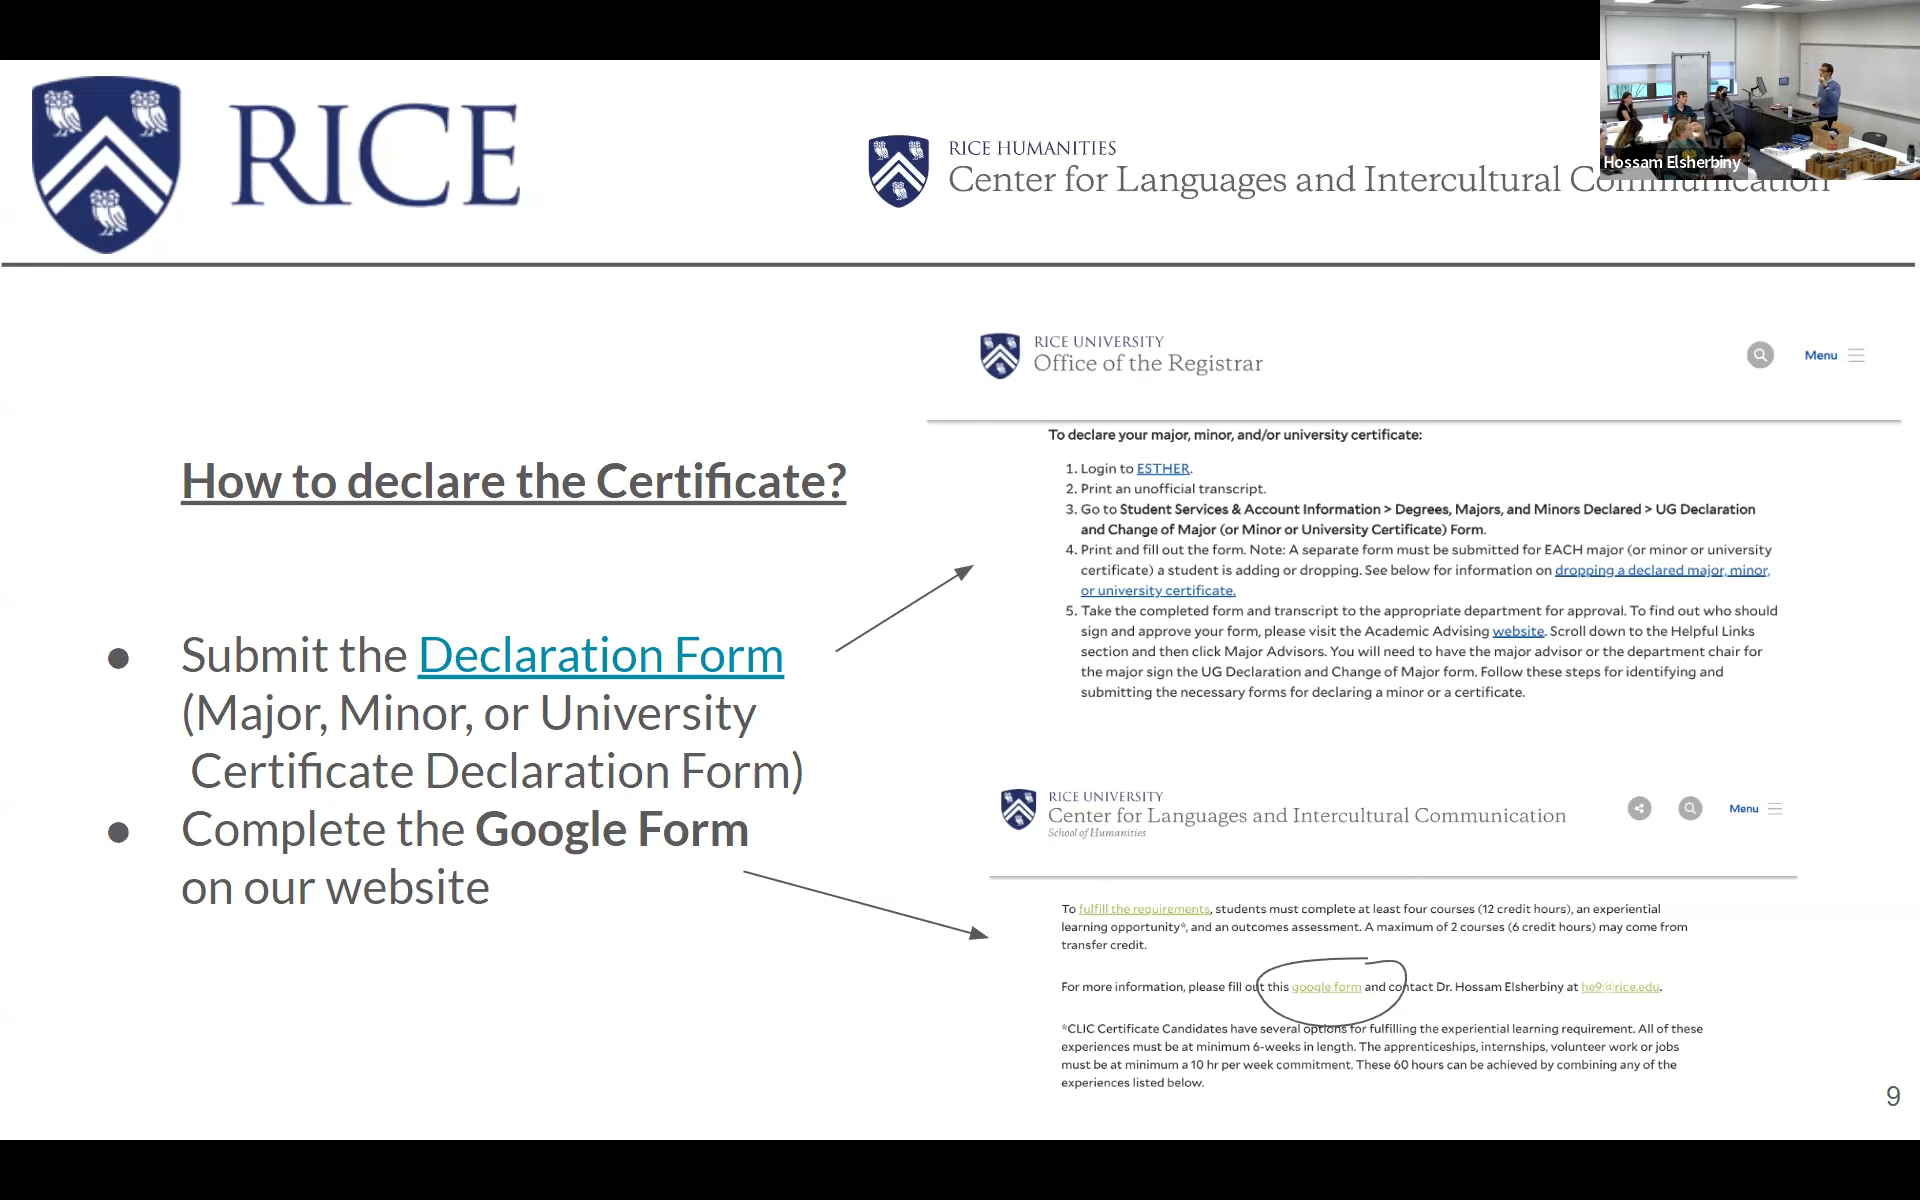 RICE
RICE HUMANITIES
Center for Languages and Intercultural Communication
Hossam Elsherbiny
How to declare the Certificate?
● Submit the Declaration Form
(Major, Minor, or University
Certificate Declaration Form)
● Complete the Google Form
on our website
RICE UNIVERSITY
Office of the Registrar
Menu
To declare your major, minor, and/or university certificate:
1. Login to ESTHER.
2. Print an unofficial transcript.
3. Go to Student Services & Account Information > Degrees, Majors, and Minors Declared > UG Declaration
and Change of Major (or Minor or University Certificate) Form.
4. Print and fill out the form. Note: A separate form must be submitted for EACH major (or minor or university
certificate) a student is adding or dropping. See below for information on dropping a declared major, minor,
or university certificate.
5. Take the completed form and transcript to the appropriate department for approval. To find out who should
sign and approve your form, please visit the Academic Advising website. Scroll down to the Helpful Links
section and then click Major Advisors. You will need to have the major advisor or the department chair for
the major sign the UG Declaration and Change of Major form. Follow these steps for identifying and
submitting the necessary forms for declaring a minor or a certificate.
RICE UNIVERSITY
Center for Languages and Intercultural Communication
School of Humanities
Menu
To fulfill the requirements, students must complete at least four courses (12 credit hours), an experiential
learning opportunity*, and an outcomes assessment. A maximum of 2 courses (6 credit hours) may come from
transfer credit.
For more information, please fill out this google form and contact Dr. Hossam Elsherbiny at he9@rice.edu.
*CLIC Certificate Candidates have several options for fulfilling the experiential learning requirement. All of these
experiences must be at minimum 6-weeks in length. The apprenticeships, internships, volunteer work or jobs
must be at minimum a 10 hr per week commitment. These 60 hours can be achieved by combining any of the
experiences listed below.
9